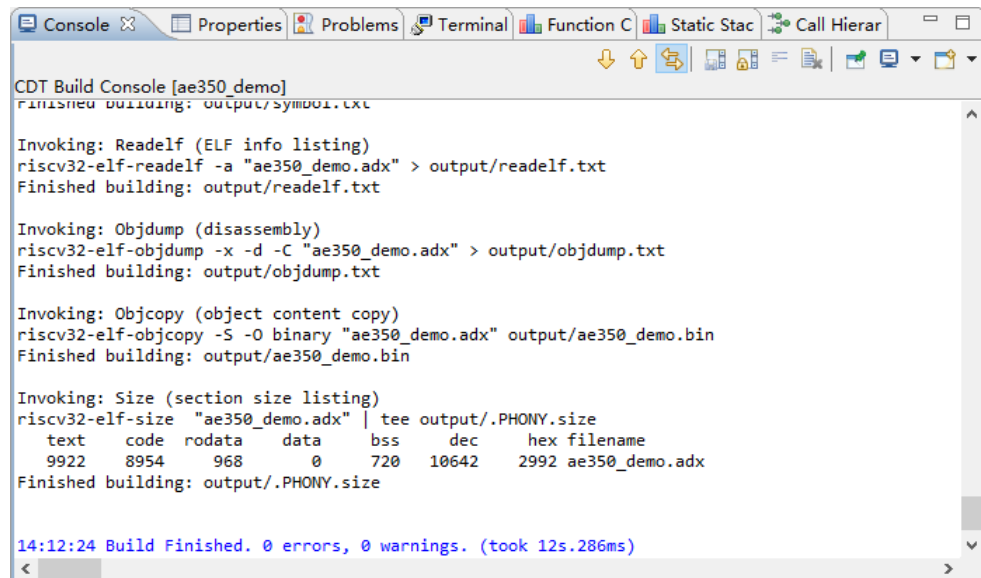 Console Properties Problems Terminal Function C Static Stac Call Hierar
CDT Build Console [ae350_demo]
Finished building: output/symbol.txt
Invoking: Readelf (ELF info listing)
riscv32-elf-readelf -a "ae350_demo.adx" > output/readelf.txt
Finished building: output/readelf.txt
Invoking: Objdump (disassembly)
riscv32-elf-objdump -x -d -C "ae350_demo.adx" > output/objdump.txt
Finished building: output/objdump.txt
Invoking: Objcopy (object content copy)
riscv32-elf-objcopy -S -O binary "ae350_demo.adx" output/ae350_demo.bin
Finished building: output/ae350_demo.bin
Invoking: Size (section size listing)
riscv32-elf-size  "ae350_demo.adx" | tee output/.PHONY.size
   text    code  rodata    data     bss     dec     hex filename
   9922    8954     968       0     720   10642    2992 ae350_demo.adx
Finished building: output/.PHONY.size
14:12:24 Build Finished. 0 errors, 0 warnings. (took 12s.286ms)